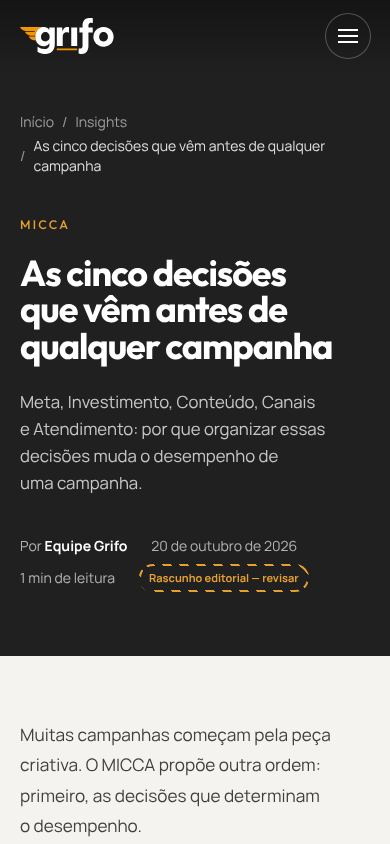 grifo
Início / Insights
/ As cinco decisões que vêm antes de qualquer
campanha
MICCA
As cinco decisões
que vêm antes de
qualquer campanha
Meta, Investimento, Conteúdo, Canais
e Atendimento: por que organizar essas
decisões muda o desempenho de
uma campanha.
Por Equipe Grifo 20 de outubro de 2026
1 min de leitura Rascunho editorial — revisar
Muitas campanhas começam pela peça
criativa. O MICCA propõe outra ordem:
primeiro, as decisões que determinam
o desempenho.